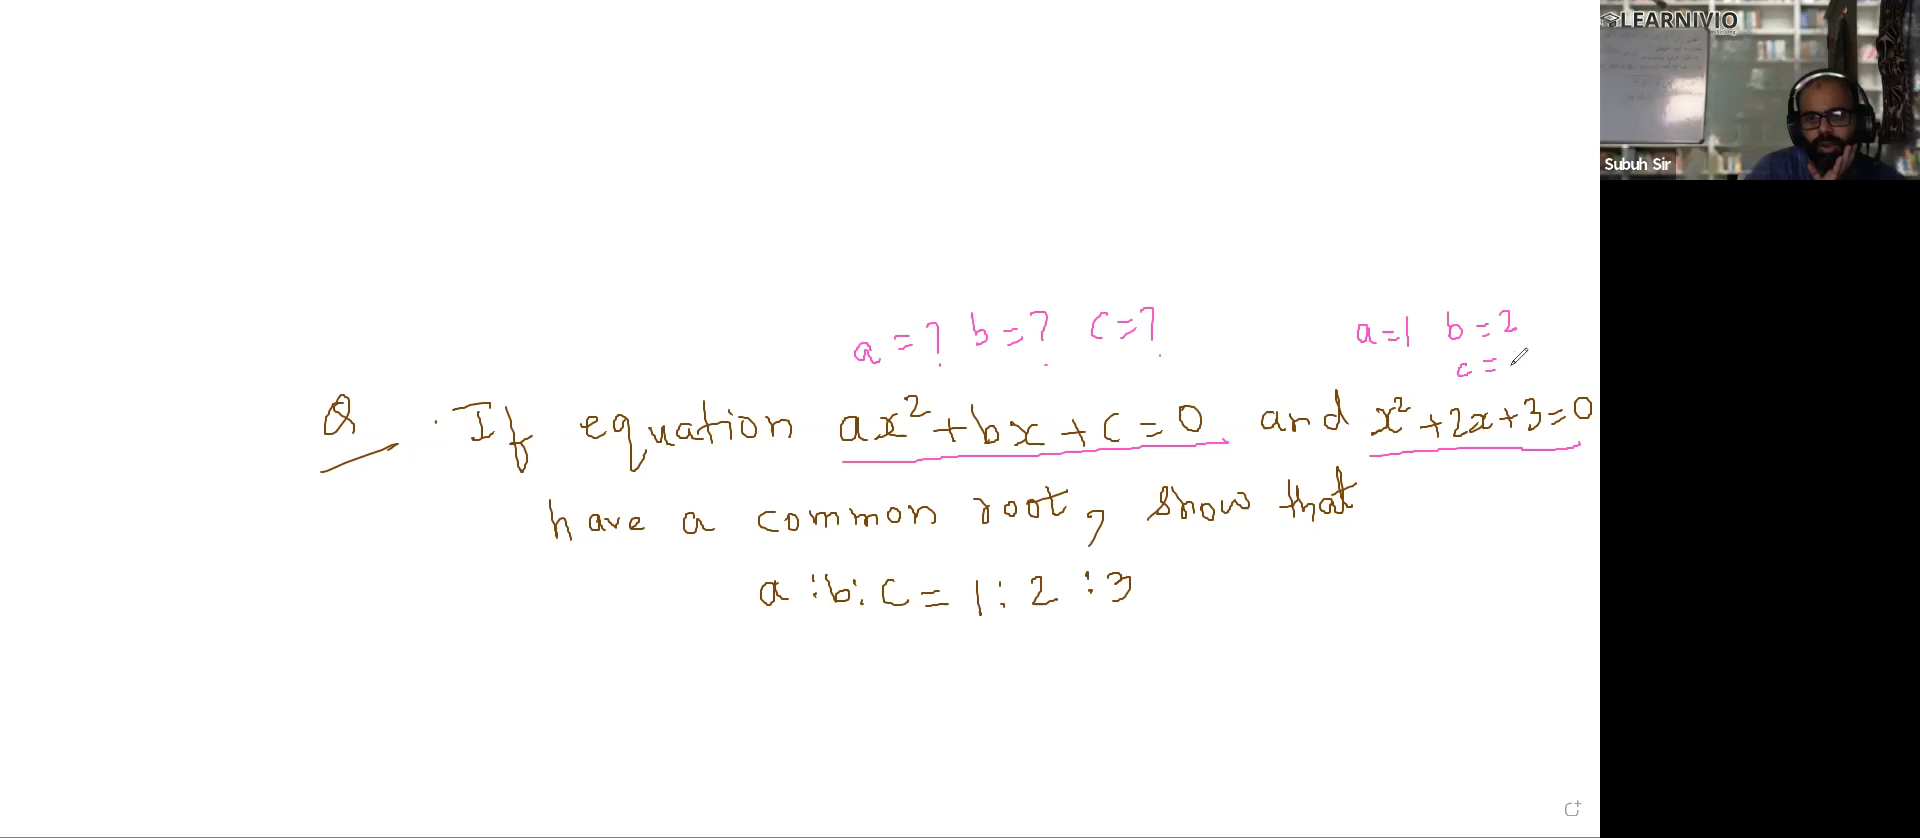 LEARNIVIO
Subuh Sir
a = ? b = ? c = ?
a=1 b=2
c =
Q . If equation ax²+bx+c=0 and x²+2x+3=0
have a common root, show that
a:b:c = 1:2:3